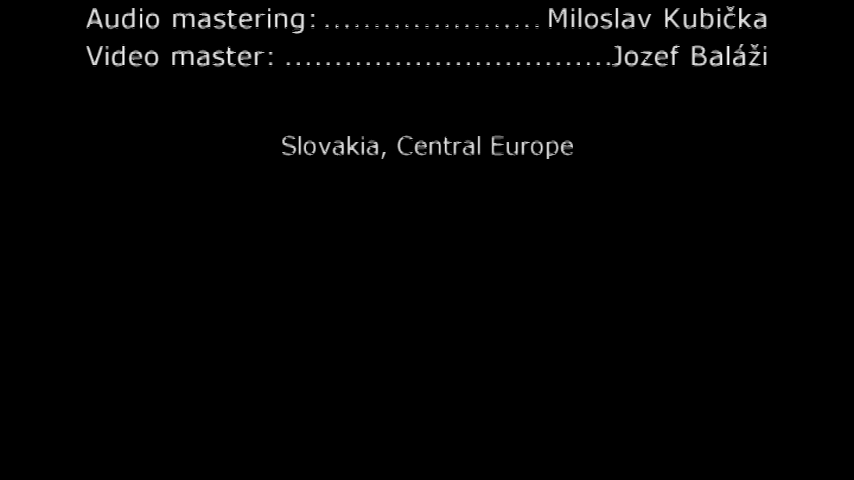 Audio mastering: ...................... Miloslav Kubička
Video master: .................................Jozef Baláži
Slovakia, Central Europe